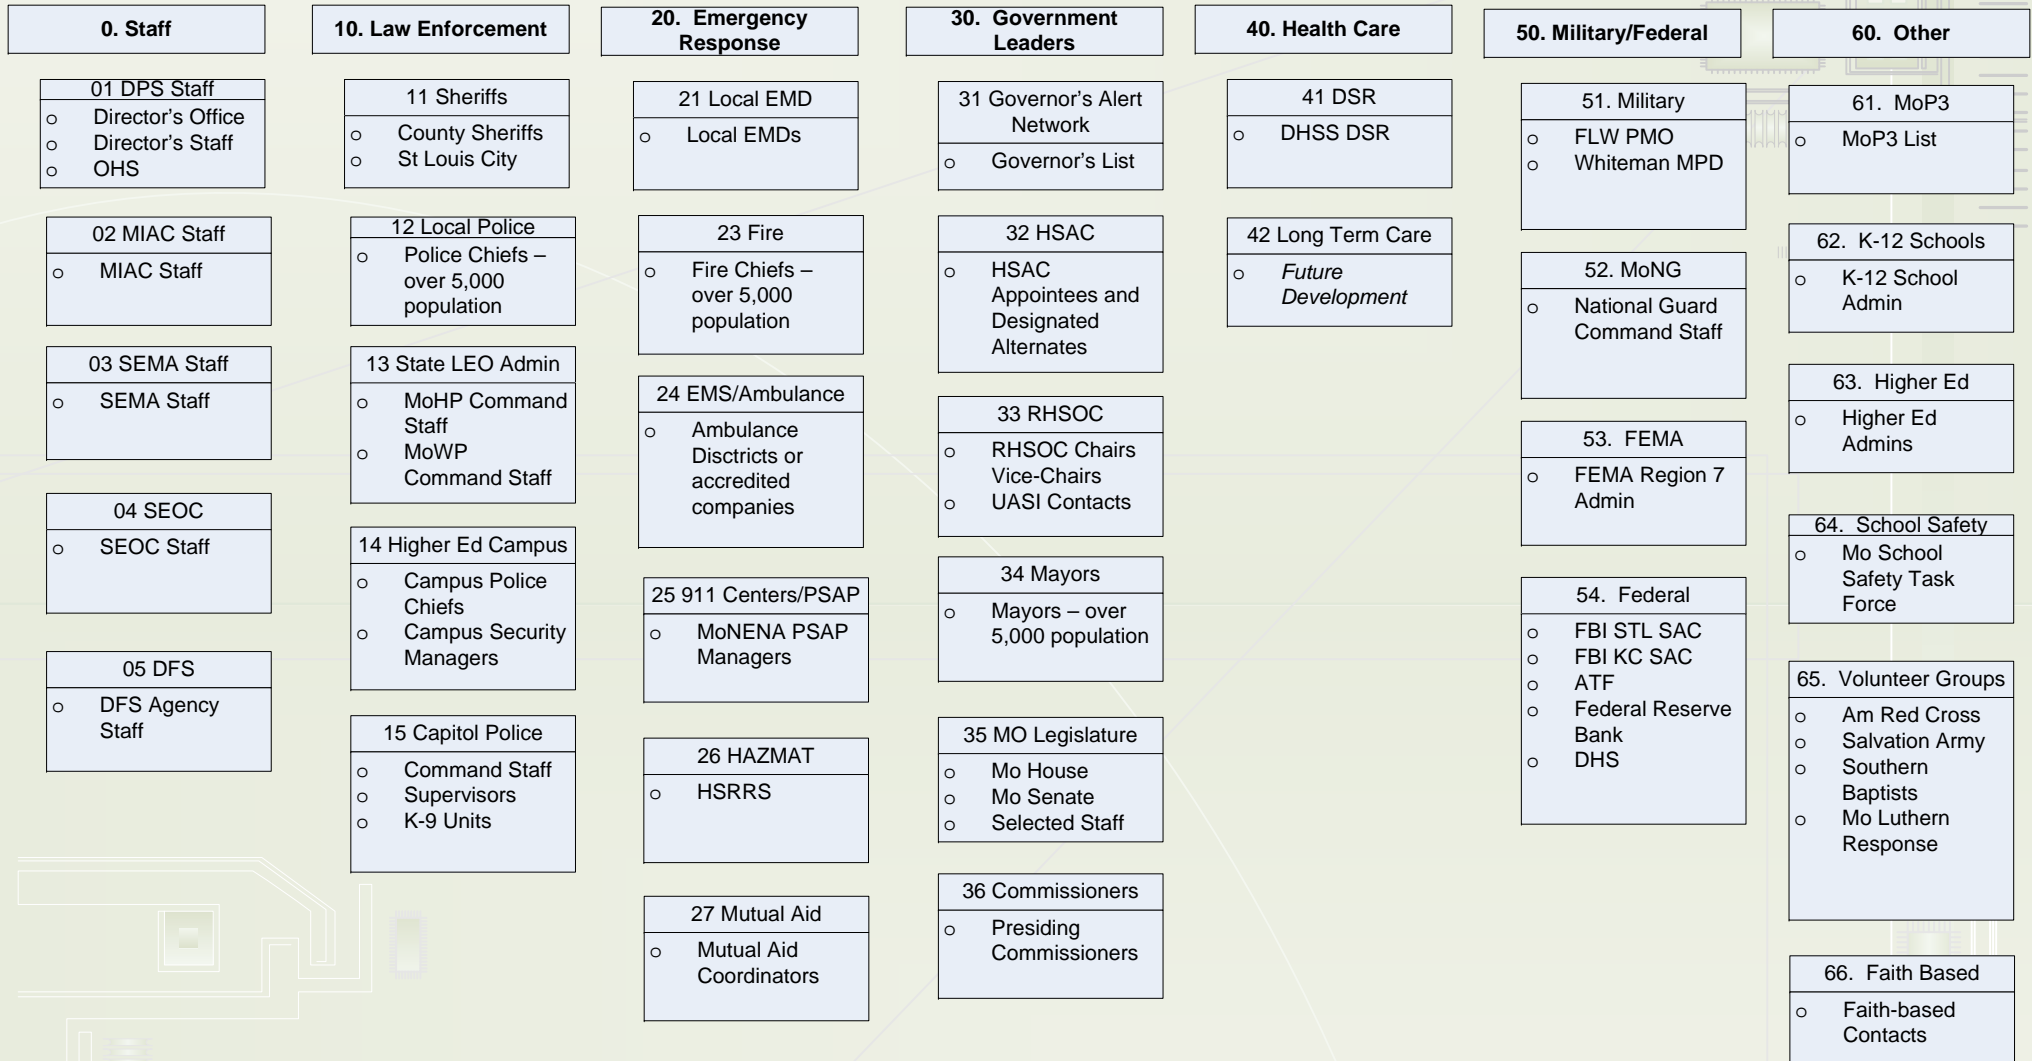 0. Staff
01 DPS Staff
o Director’s Office
o Director’s Staff
o OHS
02 MIAC Staff
o MIAC Staff
03 SEMA Staff
o SEMA Staff
04 SEOC
o SEOC Staff
05 DFS
o DFS Agency
Staff
10. Law Enforcement
11 Sheriffs
o County Sheriffs
o St Louis City
12 Local Police
o Police Chiefs –
over 5,000
population
13 State LEO Admin
o MoHP Command
Staff
o MoWP
Command Staff
14 Higher Ed Campus
o Campus Police
Chiefs
o Campus Security
Managers
15 Capitol Police
o Command Staff
o Supervisors
o K-9 Units
20. Emergency
Response
21 Local EMD
o Local EMDs
23 Fire
o Fire Chiefs –
over 5,000
population
24 EMS/Ambulance
o Ambulance
Disctricts or
accredited
companies
25 911 Centers/PSAP
o MoNENA PSAP
Managers
26 HAZMAT
o HSRRS
27 Mutual Aid
o Mutual Aid
Coordinators
30. Government
Leaders
31 Governor’s Alert
Network
o Governor’s List
32 HSAC
o HSAC
Appointees and
Designated
Alternates
33 RHSOC
o RHSOC Chairs
Vice-Chairs
o UASI Contacts
34 Mayors
o Mayors – over
5,000 population
35 MO Legislature
o Mo House
o Mo Senate
o Selected Staff
36 Commissioners
o Presiding
Commissioners
40. Health Care
41 DSR
o DHSS DSR
42 Long Term Care
o Future
Development
50. Military/Federal
51. Military
o FLW PMO
o Whiteman MPD
52. MoNG
o National Guard
Command Staff
53. FEMA
o FEMA Region 7
Admin
54. Federal
o FBI STL SAC
o FBI KC SAC
o ATF
o Federal Reserve
Bank
o DHS
60. Other
61. MoP3
o MoP3 List
62. K-12 Schools
o K-12 School
Admin
63. Higher Ed
o Higher Ed
Admins
64. School Safety
o Mo School
Safety Task
Force
65. Volunteer Groups
o Am Red Cross
o Salvation Army
o Southern
Baptists
o Mo Luthern
Response
66. Faith Based
o Faith-based
Contacts